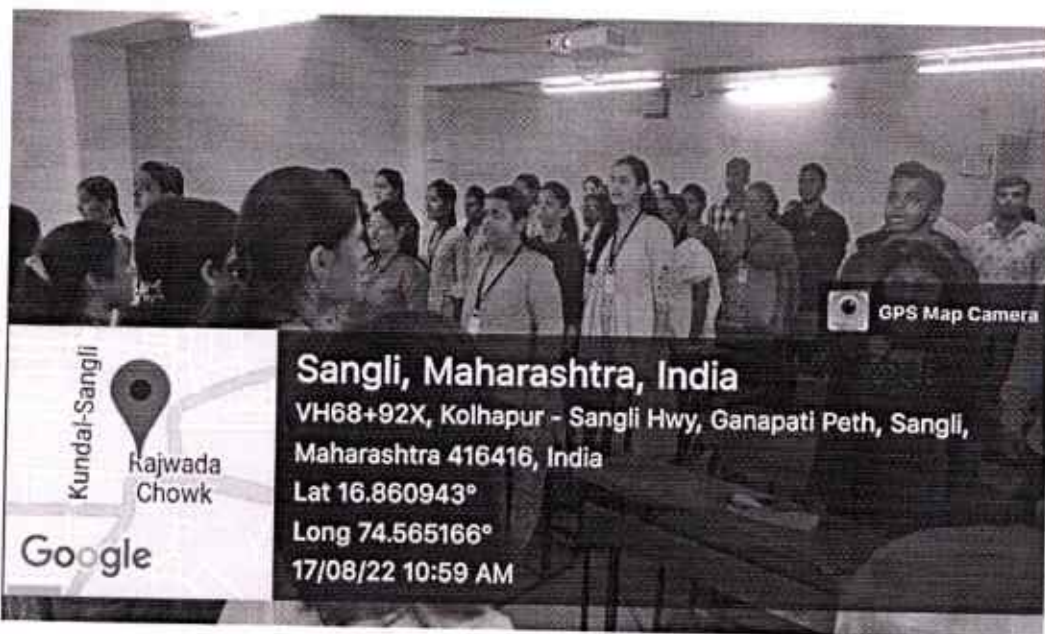 GPS Map Camera
Kundal-Sangli
Rajwada
Chowk
Google
Sangli, Maharashtra, India
VH68+92X, Kolhapur - Sangli Hwy, Ganapati Peth, Sangli,
Maharashtra 416416, India
Lat 16.860943°
Long 74.565166°
17/08/22 10:59 AM